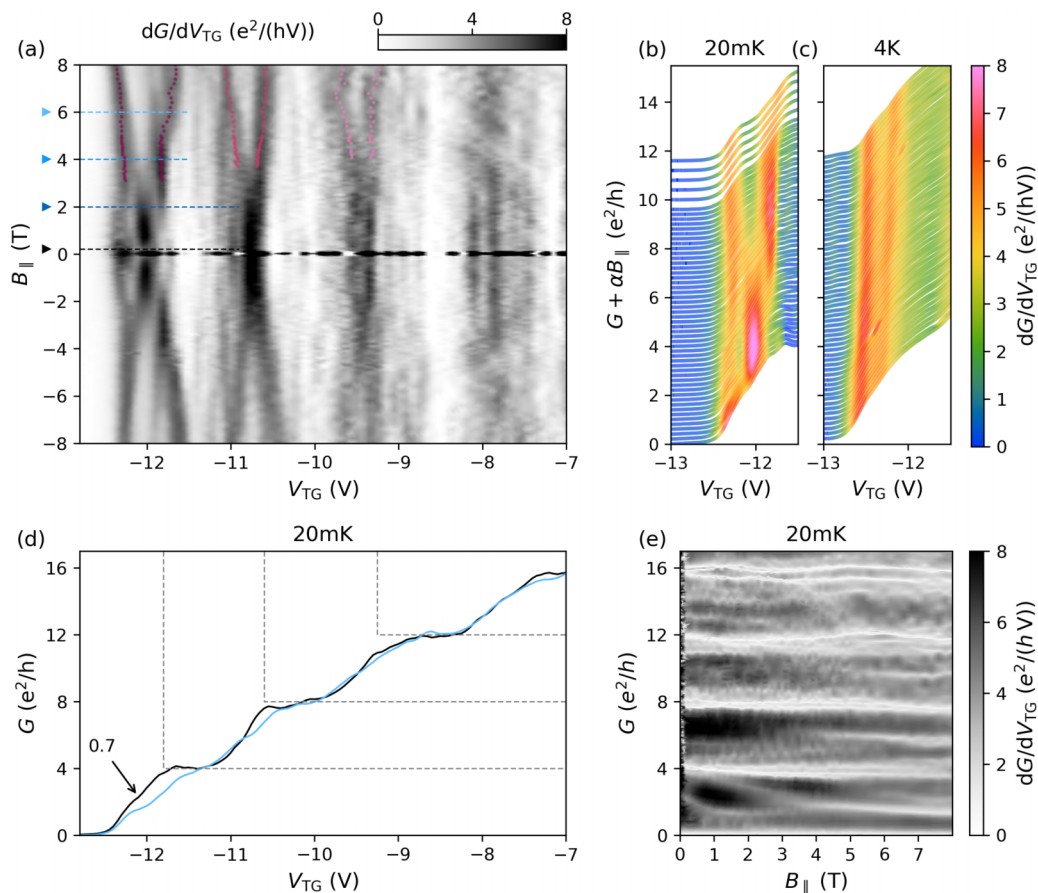 dG/dV_TG (e²/(hV))
0 4 8
(a)
8
6
4
2
0
−2
−4
−6
−8
B_∥ (T)
−12 −11 −10 −9 −8 −7
V_TG (V)
(b) 20mK
14
12
10
8
6
4
2
0
G + αB_∥ (e²/h)
−13 −12
V_TG (V)
(c) 4K
−13 −12
V_TG (V)
8
7
6
5
4
3
2
1
0
dG/dV_TG (e²/(hV))
(d) 20mK
16
12
8
4
0
G (e²/h)
0.7
−12 −11 −10 −9 −8 −7
V_TG (V)
(e) 20mK
16
12
8
4
0
G (e²/h)
0 1 2 3 4 5 6 7
B_∥ (T)
8
6
4
2
0
dG/dV_TG (e²/(h V))